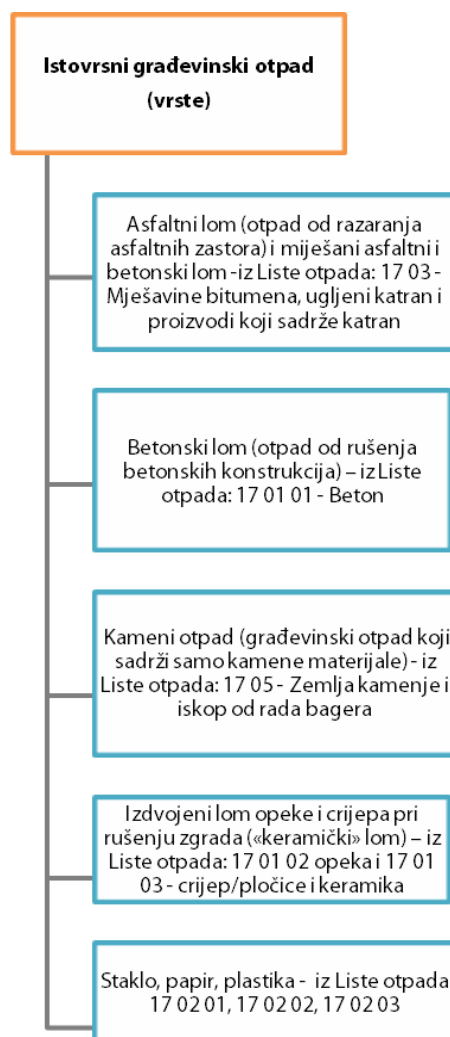 Istovrsni građevinski otpad
(vrste)
Asfaltni lom (otpad od razaranja
asfaltnih zastora) i miješani asfaltni i
betonski lom -iz Liste otpada: 17 03 -
Mješavine bitumena, ugljeni katran i
proizvodi koji sadrže katran
Betonski lom (otpad od rušenja
betonskih konstrukcija) – iz Liste
otpada: 17 01 01 - Beton
Kameni otpad (građevinski otpad koji
sadrži samo kamene materijale) - iz
Liste otpada: 17 05 - Zemlja kamenje i
iskop od rada bagera
Izdvojeni lom opeke i crijepa pri
rušenju zgrada («keramički» lom) – iz
Liste otpada: 17 01 02 opeka i 17 01
03 - crijep/pločice i keramika
Staklo, papir, plastika - iz Liste otpada
17 02 01, 17 02 02, 17 02 03